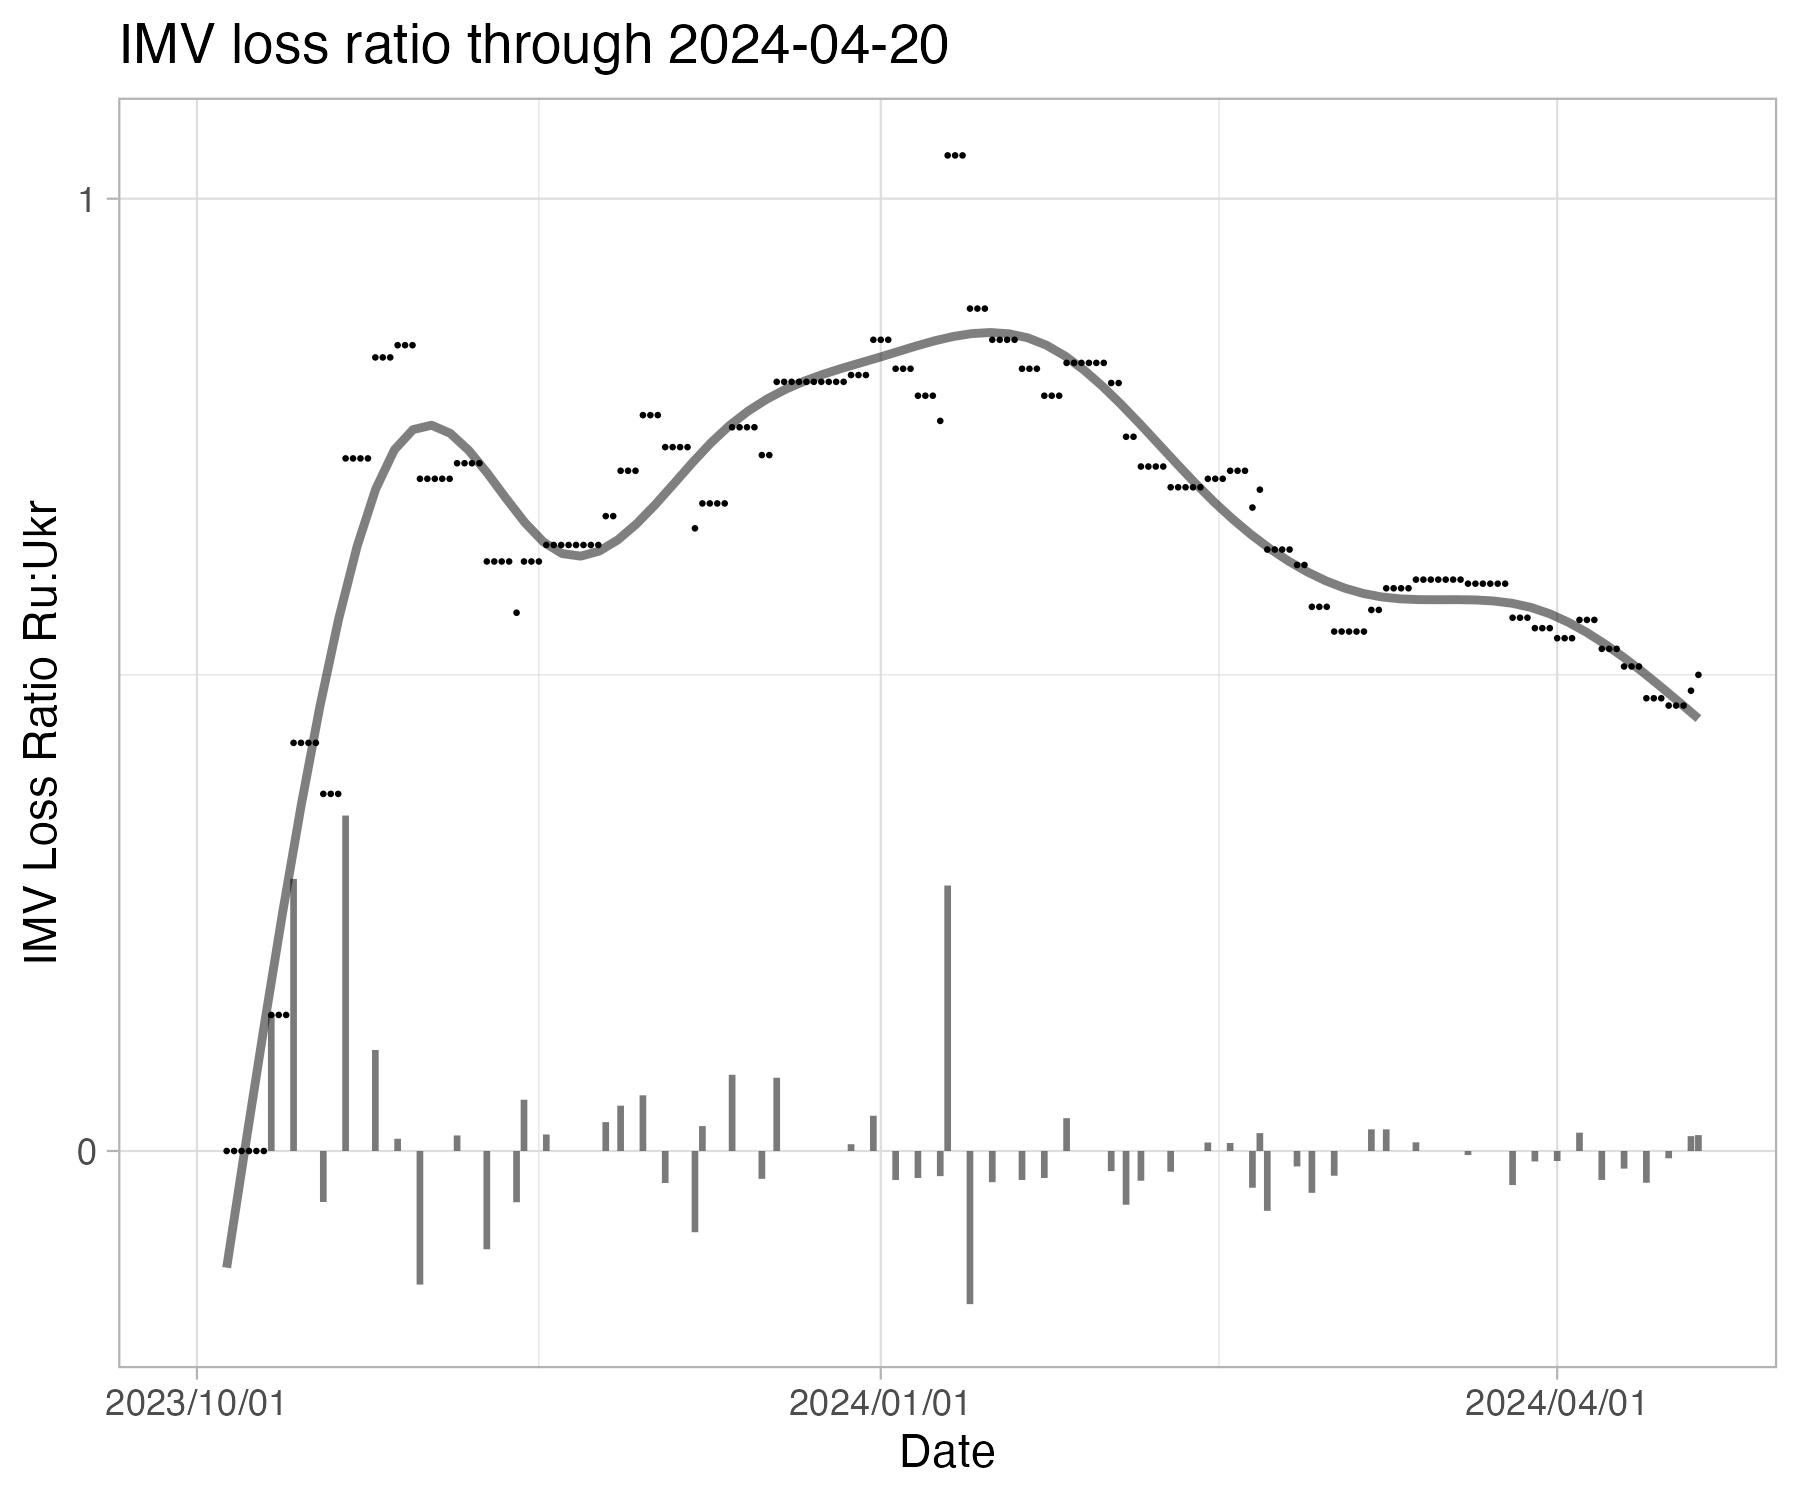 IMV loss ratio through 2024-04-20
IMV Loss Ratio Ru:Ukr
1
0
2023/10/01
2024/01/01
2024/04/01
Date